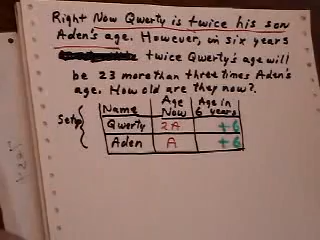 Right Now Qwerty is twice his son
Aden's age. However, in six years
twice Qwerty's age will
be 23 more than three times Aden's
age. How old are they now?.
Name Age Now Age in 6 years
Setup Qwerty 2A +6
Aden A +6